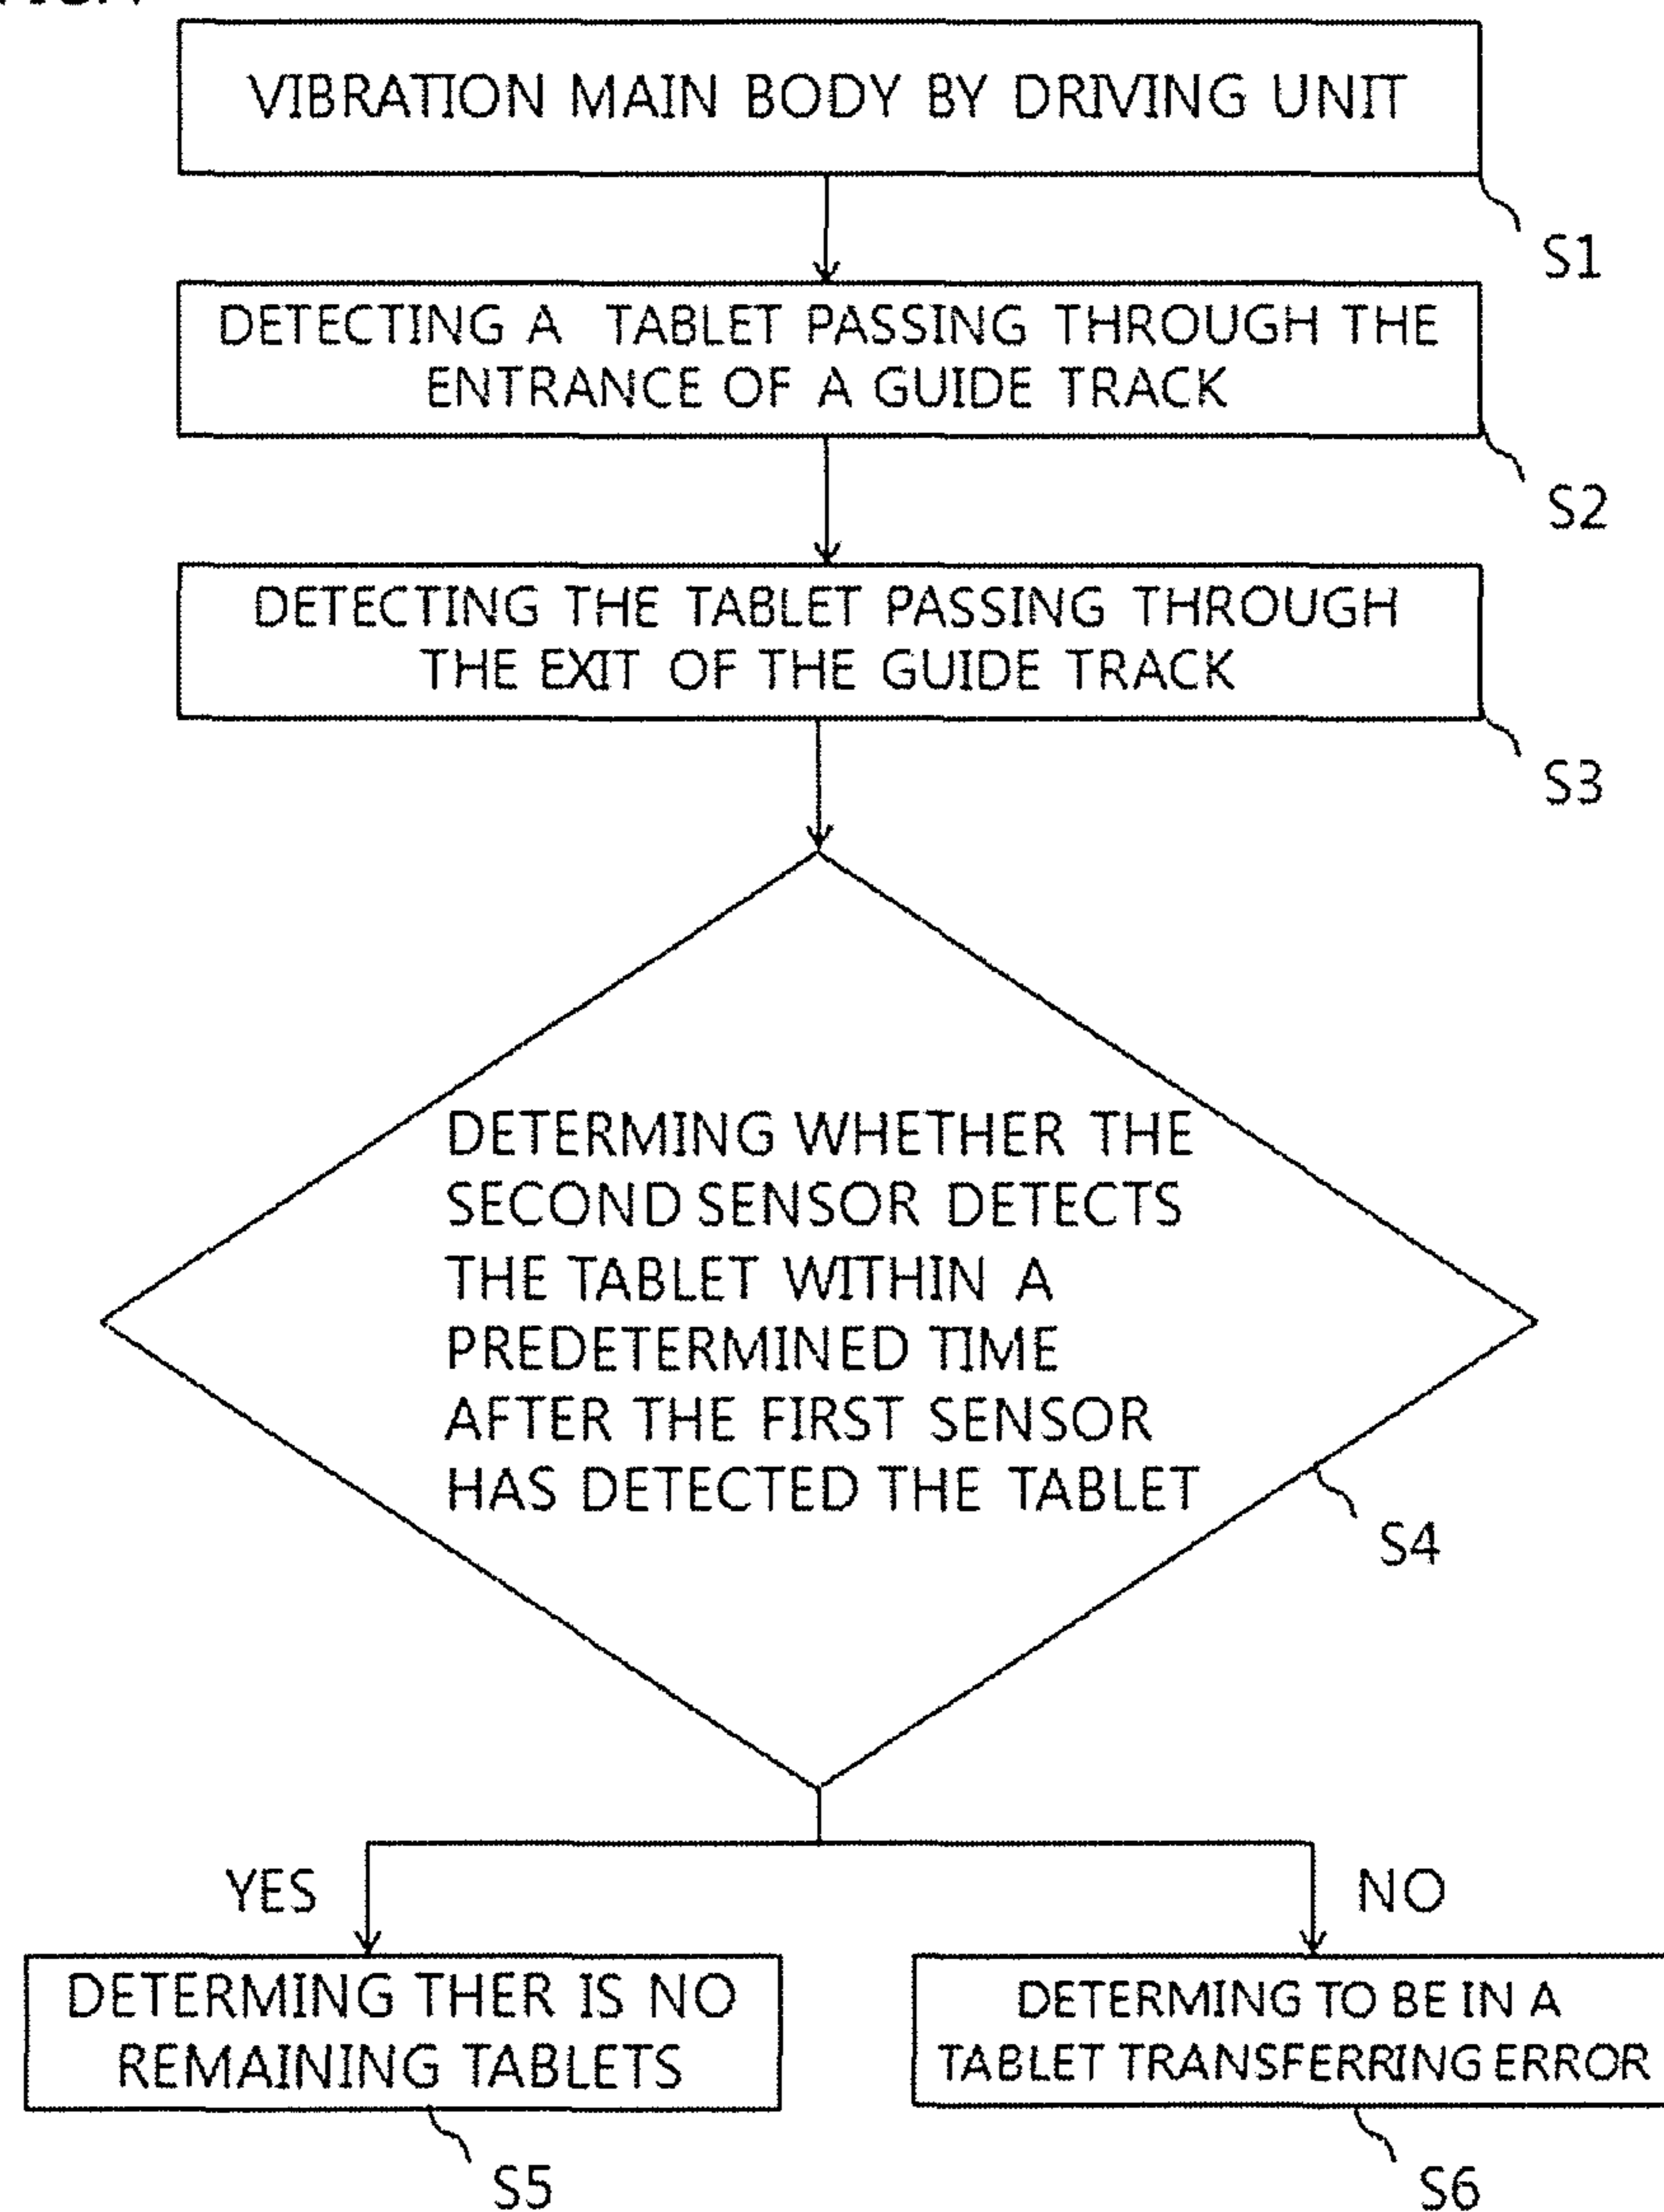 VIBRATION MAIN BODY BY DRIVING UNIT
S1
DETECTING A TABLET PASSING THROUGH THE
ENTRANCE OF A GUIDE TRACK
S2
DETECTING THE TABLET PASSING THROUGH
THE EXIT OF THE GUIDE TRACK
S3
DETERMING WHETHER THE
SECOND SENSOR DETECTS
THE TABLET WITHIN A
PREDETERMINED TIME
AFTER THE FIRST SENSOR
HAS DETECTED THE TABLET
S4
YES
NO
DETERMING THER IS NO
REMAINING TABLETS
S5
DETERMING TO BE IN A
TABLET TRANSFERRING ERROR
S6